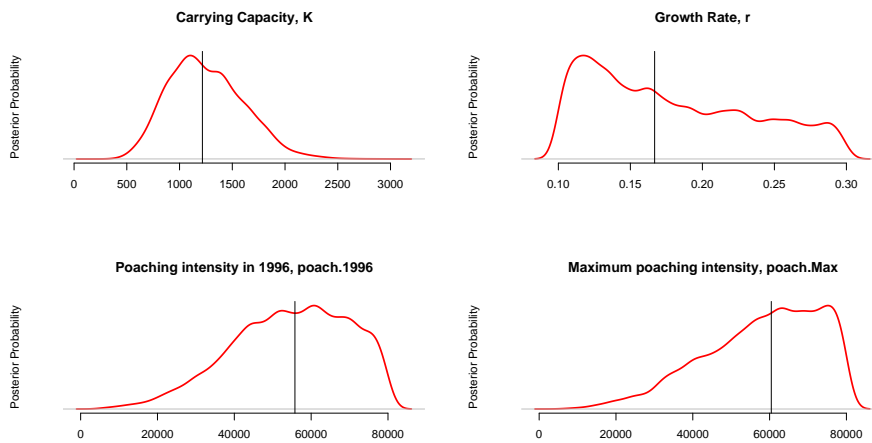 Carrying Capacity, K
Posterior Probability
0 500 1000 1500 2000 2500 3000
Growth Rate, r
Posterior Probability
0.10 0.15 0.20 0.25 0.30
Poaching intensity in 1996, poach.1996
Posterior Probability
0 20000 40000 60000 80000
Maximum poaching intensity, poach.Max
Posterior Probability
0 20000 40000 60000 80000